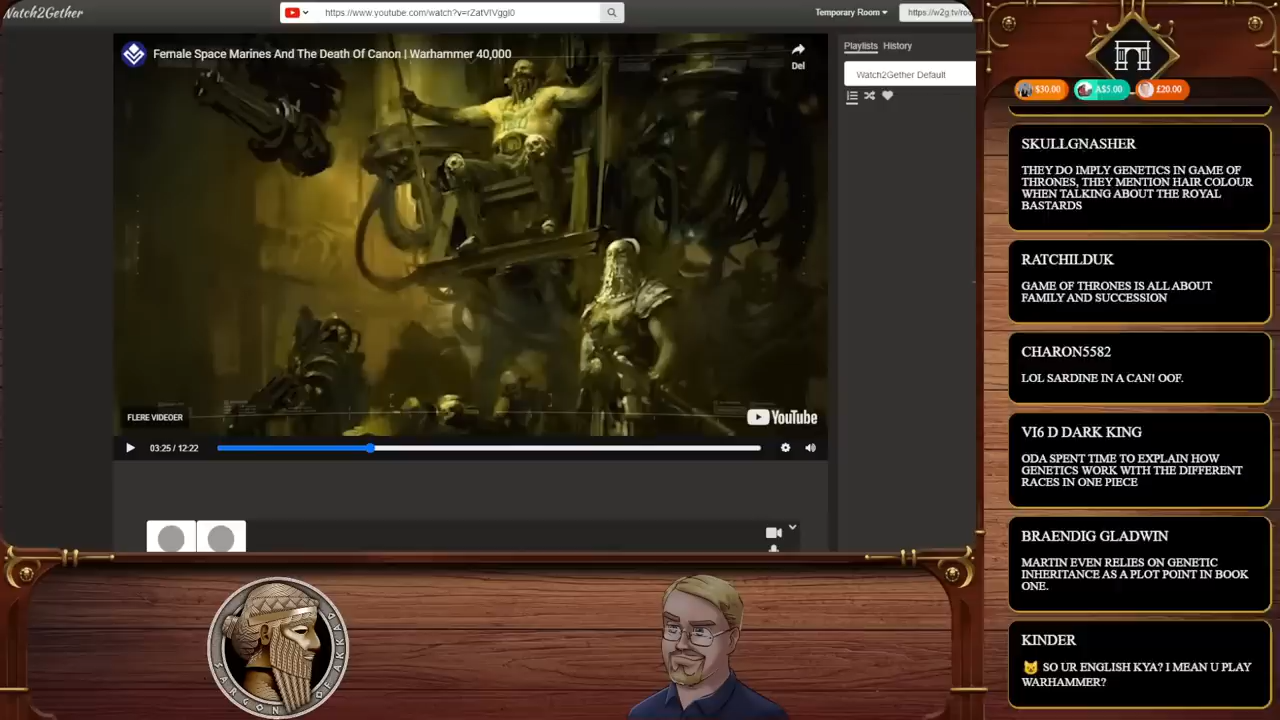 Watch2Gether
https://www.youtube.com/watch?v=rZatVIVggI0
Temporary Room
https://w2g.tv/roo
Female Space Marines And The Death Of Canon | Warhammer 40,000
Del
FLERE VIDEOER
YouTube
03:25 / 12:22
Playlists History
Watch2Gether Default
SARGON OF AKKAD
$30.00
A$5.00
£20.00
SKULLGNASHER
THEY DO IMPLY GENETICS IN GAME OF
THRONES, THEY MENTION HAIR COLOUR
WHEN TALKING ABOUT THE ROYAL
BASTARDS
RATCHILDUK
GAME OF THRONES IS ALL ABOUT
FAMILY AND SUCCESSION
CHARON5582
LOL SARDINE IN A CAN! OOF.
VI6 D DARK KING
ODA SPENT TIME TO EXPLAIN HOW
GENETICS WORK WITH THE DIFFERENT
RACES IN ONE PIECE
BRAENDIG GLADWIN
MARTIN EVEN RELIES ON GENETIC
INHERITANCE AS A PLOT POINT IN BOOK
ONE.
KINDER
SO UR ENGLISH KYA? I MEAN U PLAY
WARHAMMER?